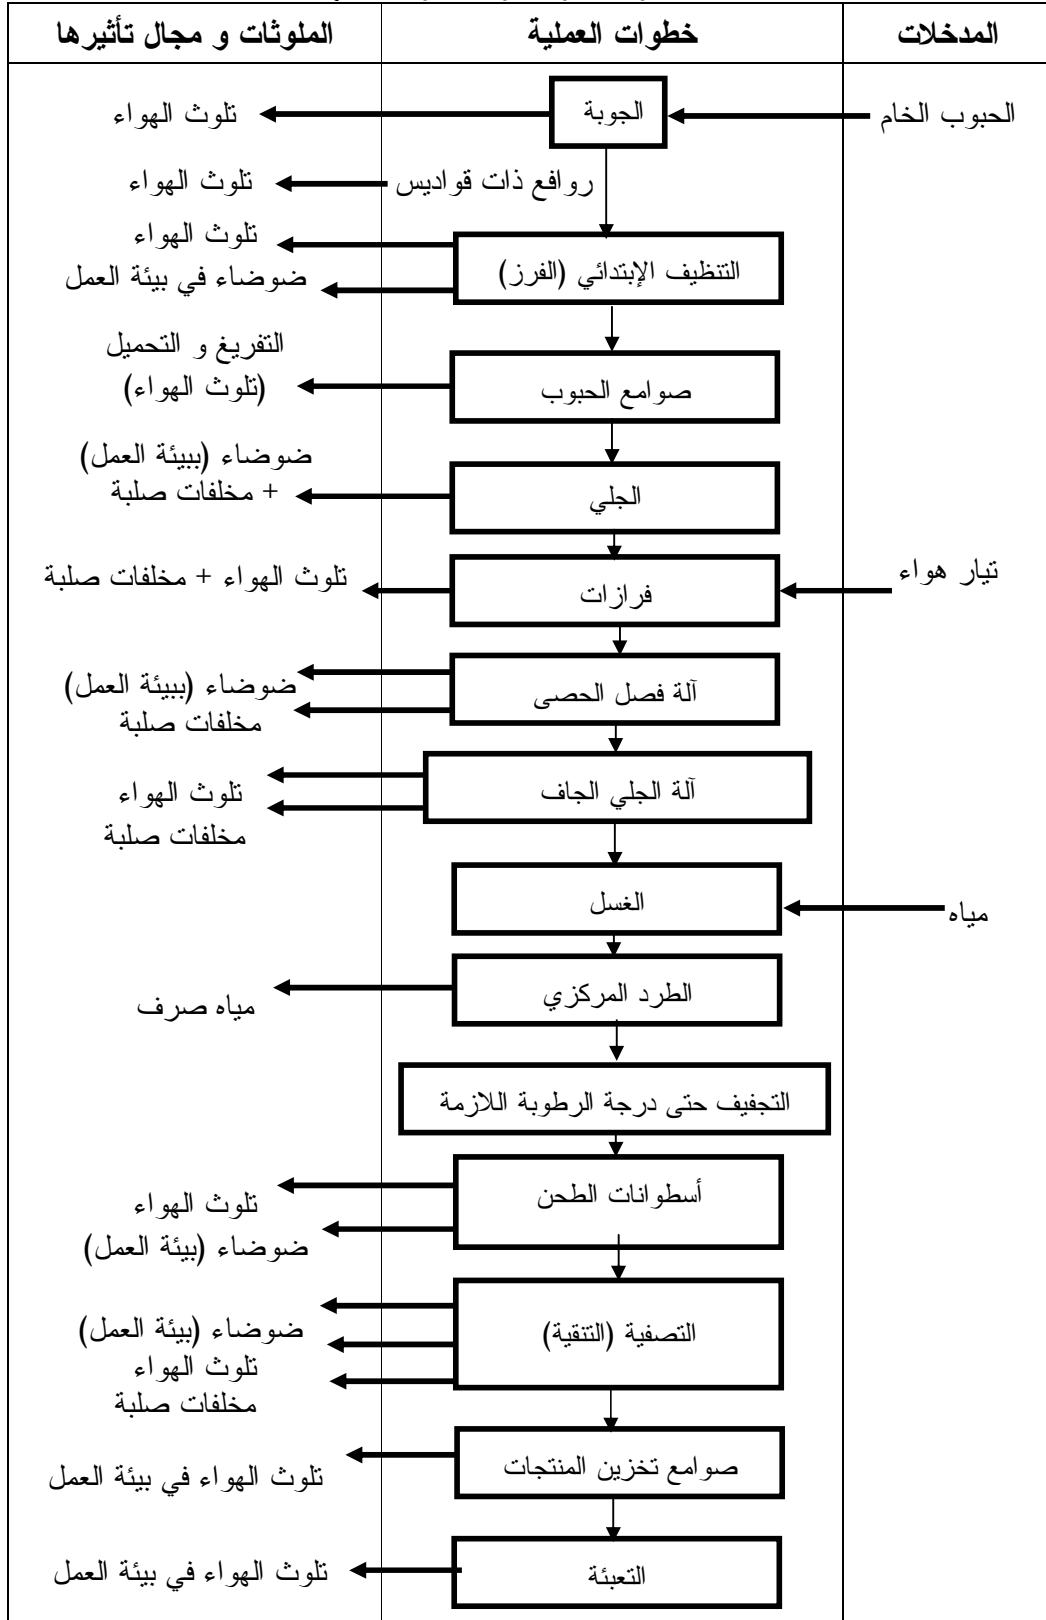 المدخلات
خطوات العملية
الملوثات و مجال تأثيرها
الحبوب الخام
الجوبة
تلوث الهواء
روافع ذات قواديس
تلوث الهواء
التنظيف الإبتدائي (الفرز)
تلوث الهواء
ضوضاء في بيئة العمل
صوامع الحبوب
التفريغ و التحميل
(تلوث الهواء)
الجلي
ضوضاء (ببيئة العمل)
+ مخلفات صلبة
تيار هواء
فرازات
تلوث الهواء + مخلفات صلبة
آلة فصل الحصى
ضوضاء (ببيئة العمل)
مخلفات صلبة
آلة الجلي الجاف
تلوث الهواء
مخلفات صلبة
مياه
الغسل
الطرد المركزي
مياه صرف
التجفيف حتى درجة الرطوبة اللازمة
أسطوانات الطحن
تلوث الهواء
ضوضاء (بيئة العمل)
التصفية (التنقية)
ضوضاء (بيئة العمل)
تلوث الهواء
مخلفات صلبة
صوامع تخزين المنتجات
تلوث الهواء في بيئة العمل
التعبئة
تلوث الهواء في بيئة العمل